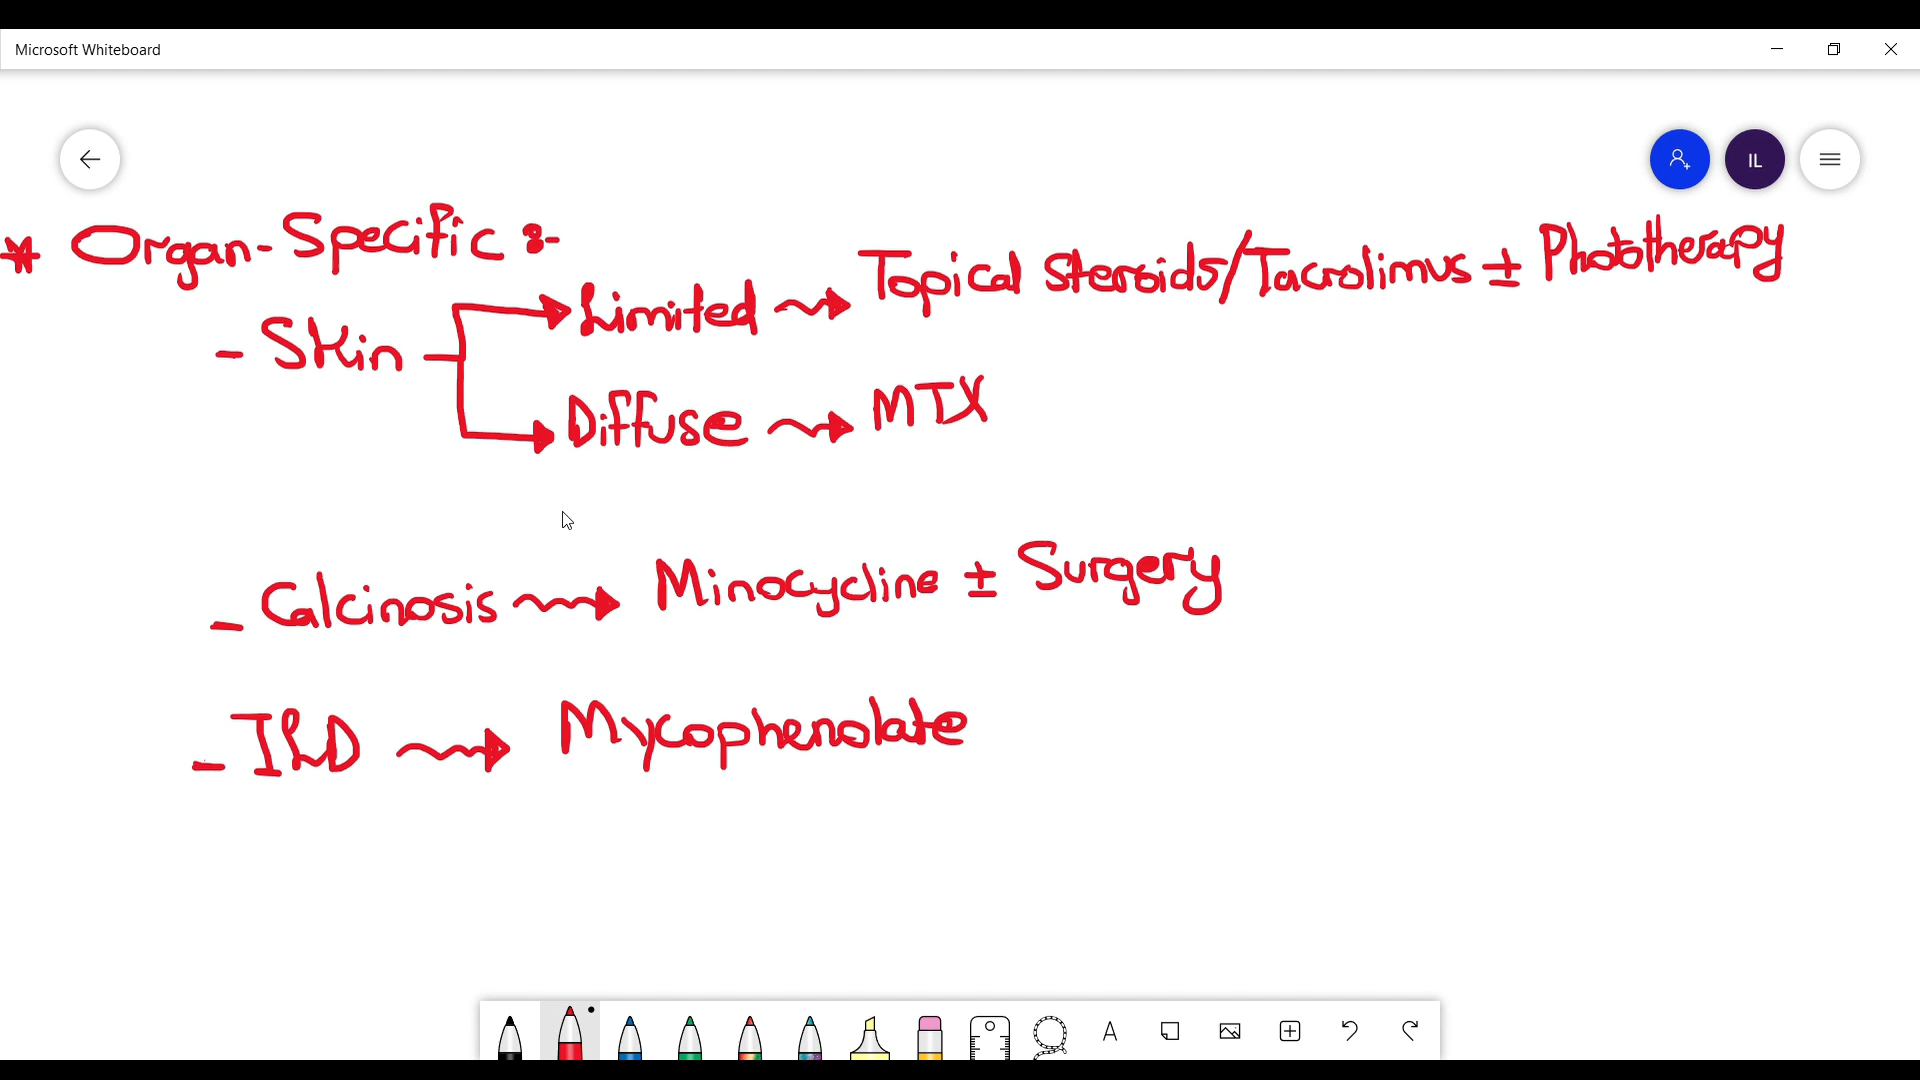 Microsoft Whiteboard
IL
* Organ-Specific :-
- Skin
Limited → Topical Steroids/Tacrolimus ± Phototherapy
Diffuse → MTX
- Calcinosis → Minocycline ± Surgery
- ILD → Mycophenolate
A